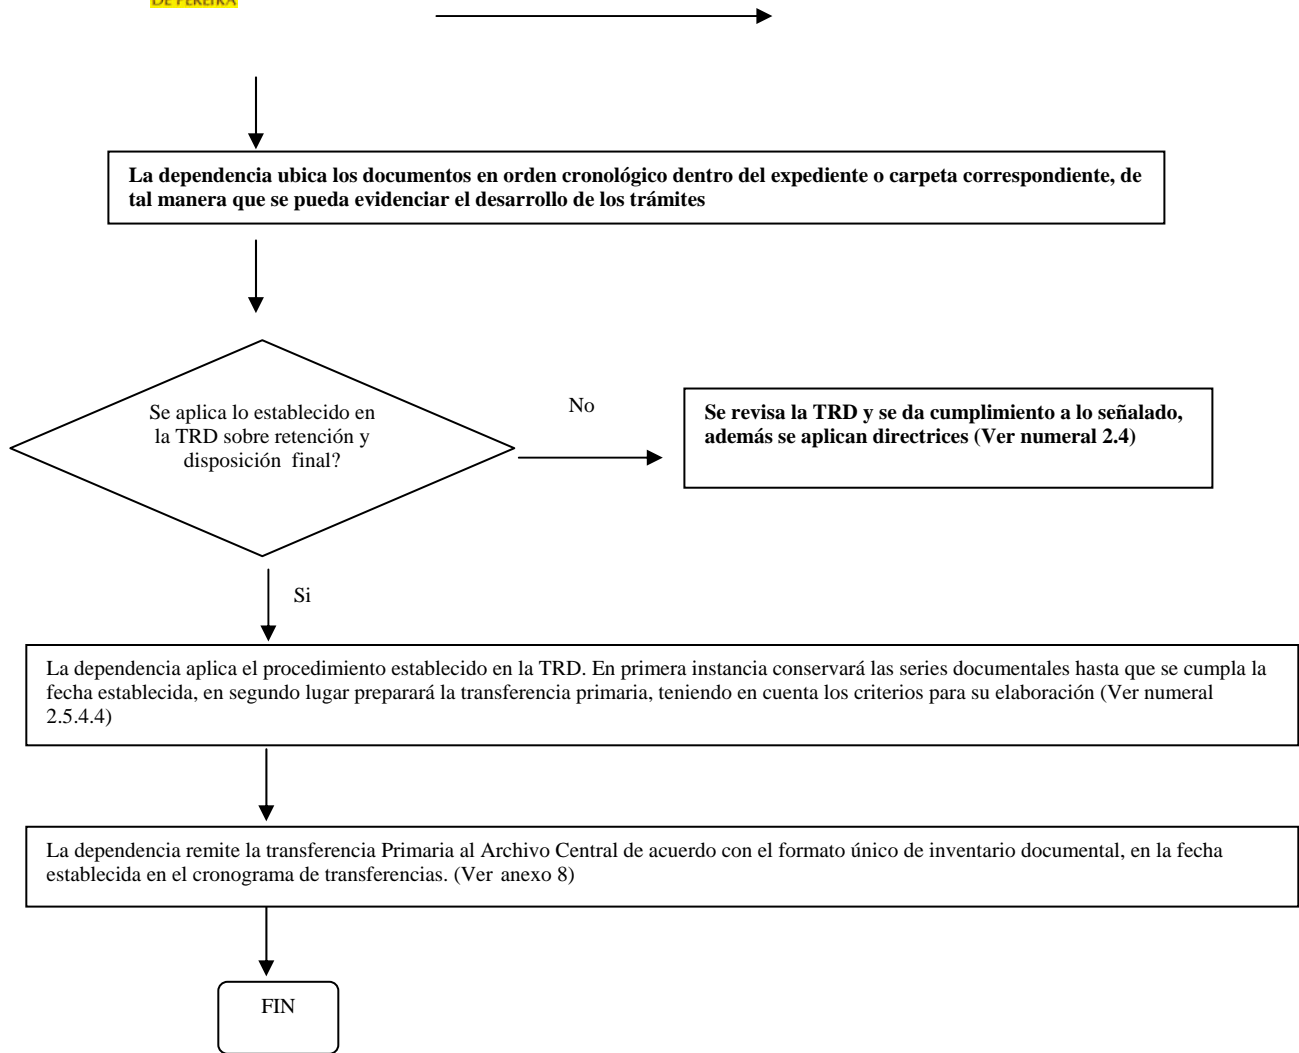 DE PEREIRA
La dependencia ubica los documentos en orden cronológico dentro del expediente o carpeta correspondiente, de
tal manera que se pueda evidenciar el desarrollo de los trámites
Se aplica lo establecido en
la TRD sobre retención y
disposición final?
No
Se revisa la TRD y se da cumplimiento a lo señalado,
además se aplican directrices (Ver numeral 2.4)
Si
La dependencia aplica el procedimiento establecido en la TRD. En primera instancia conservará las series documentales hasta que se cumpla la
fecha establecida, en segundo lugar preparará la transferencia primaria, teniendo en cuenta los criterios para su elaboración (Ver numeral
2.5.4.4)
La dependencia remite la transferencia Primaria al Archivo Central de acuerdo con el formato único de inventario documental, en la fecha
establecida en el cronograma de transferencias. (Ver anexo 8)
FIN